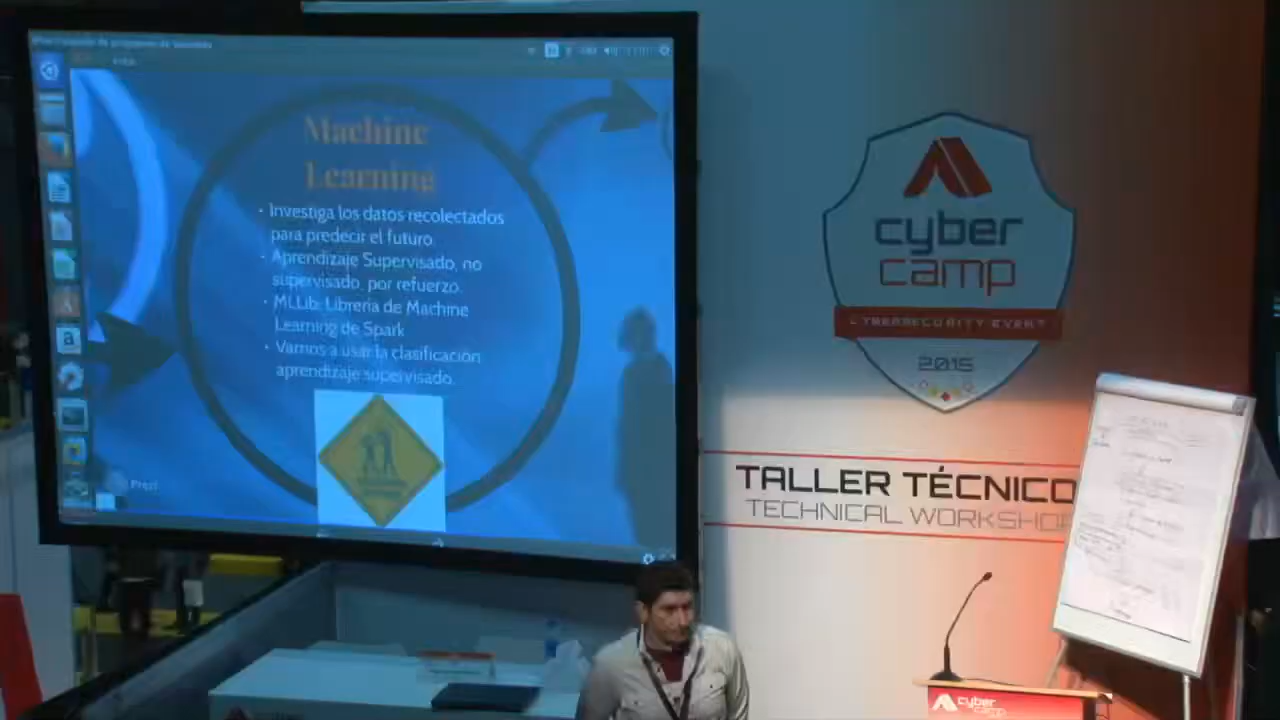 Machine
Learning
• Investiga los datos recolectados
para predecir el futuro.
• Aprendizaje Supervisado, no
supervisado, por refuerzo.
• MLLib: Librería de Machine
Learning de Spark
• Vamos a usar la clasificación
aprendizaje supervisado.
Prezi
cyber
camp
CYBERSECURITY EVENT
2015
TALLER TÉCNICO
TECHNICAL WORKSHOP
cyber
camp